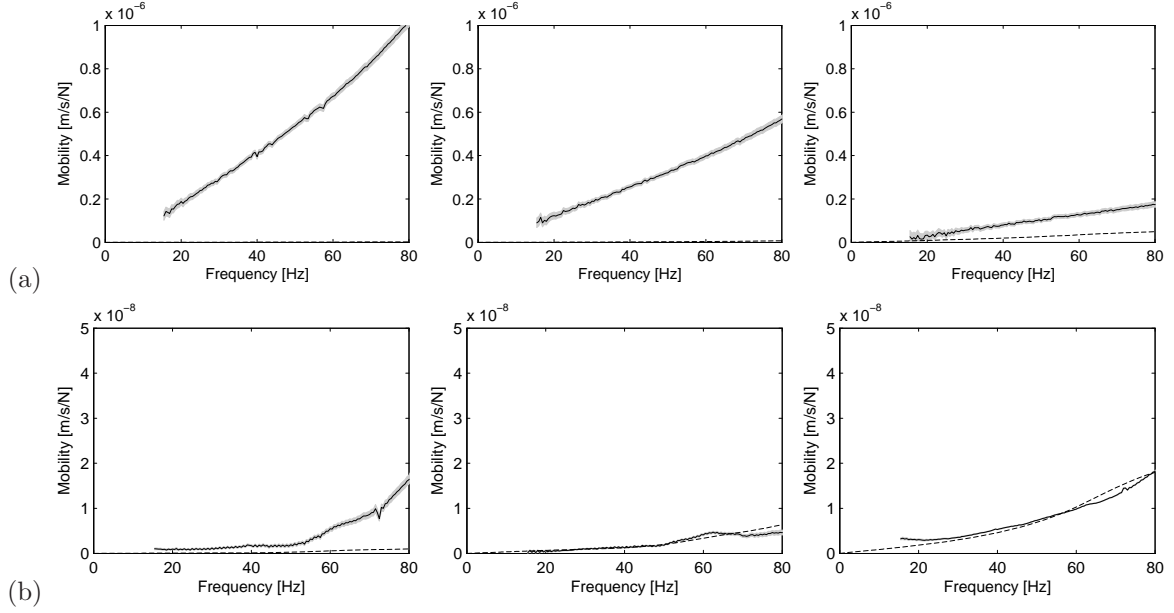 x 10⁻⁶ x 10⁻⁶ x 10⁻⁶
1 1 1
0.8 0.8 0.8
0.6 0.6 0.6
0.4 0.4 0.4
0.2 0.2 0.2
0 0 0
Mobility [m/s/N] Mobility [m/s/N] Mobility [m/s/N]
0 20 40 60 80 0 20 40 60 80 0 20 40 60 80
(a) Frequency [Hz] Frequency [Hz] Frequency [Hz]
x 10⁻⁸ x 10⁻⁸ x 10⁻⁸
5 5 5
4 4 4
3 3 3
2 2 2
1 1 1
0 0 0
Mobility [m/s/N] Mobility [m/s/N] Mobility [m/s/N]
0 20 40 60 80 0 20 40 60 80 0 20 40 60 80
(b) Frequency [Hz] Frequency [Hz] Frequency [Hz]